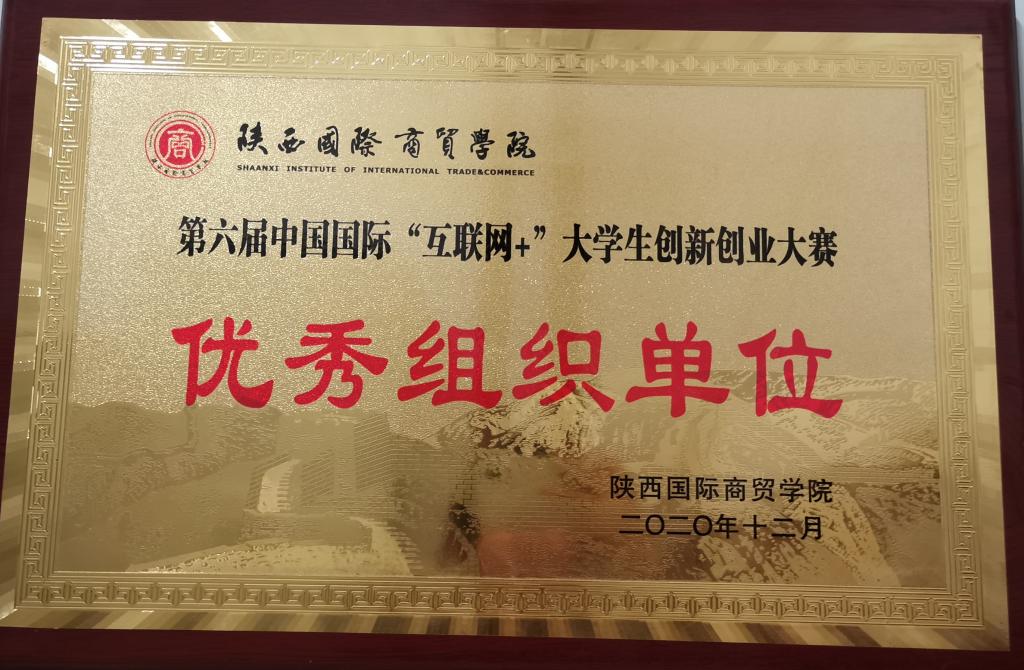 商
陕西國際商貿學院
SHAANXI INSTITUTE OF INTERNATIONAL TRADE&COMMERCE
第六届中国国际“互联网+”大学生创新创业大赛
优秀组织单位
陕西国际商贸学院
二〇二〇年十二月